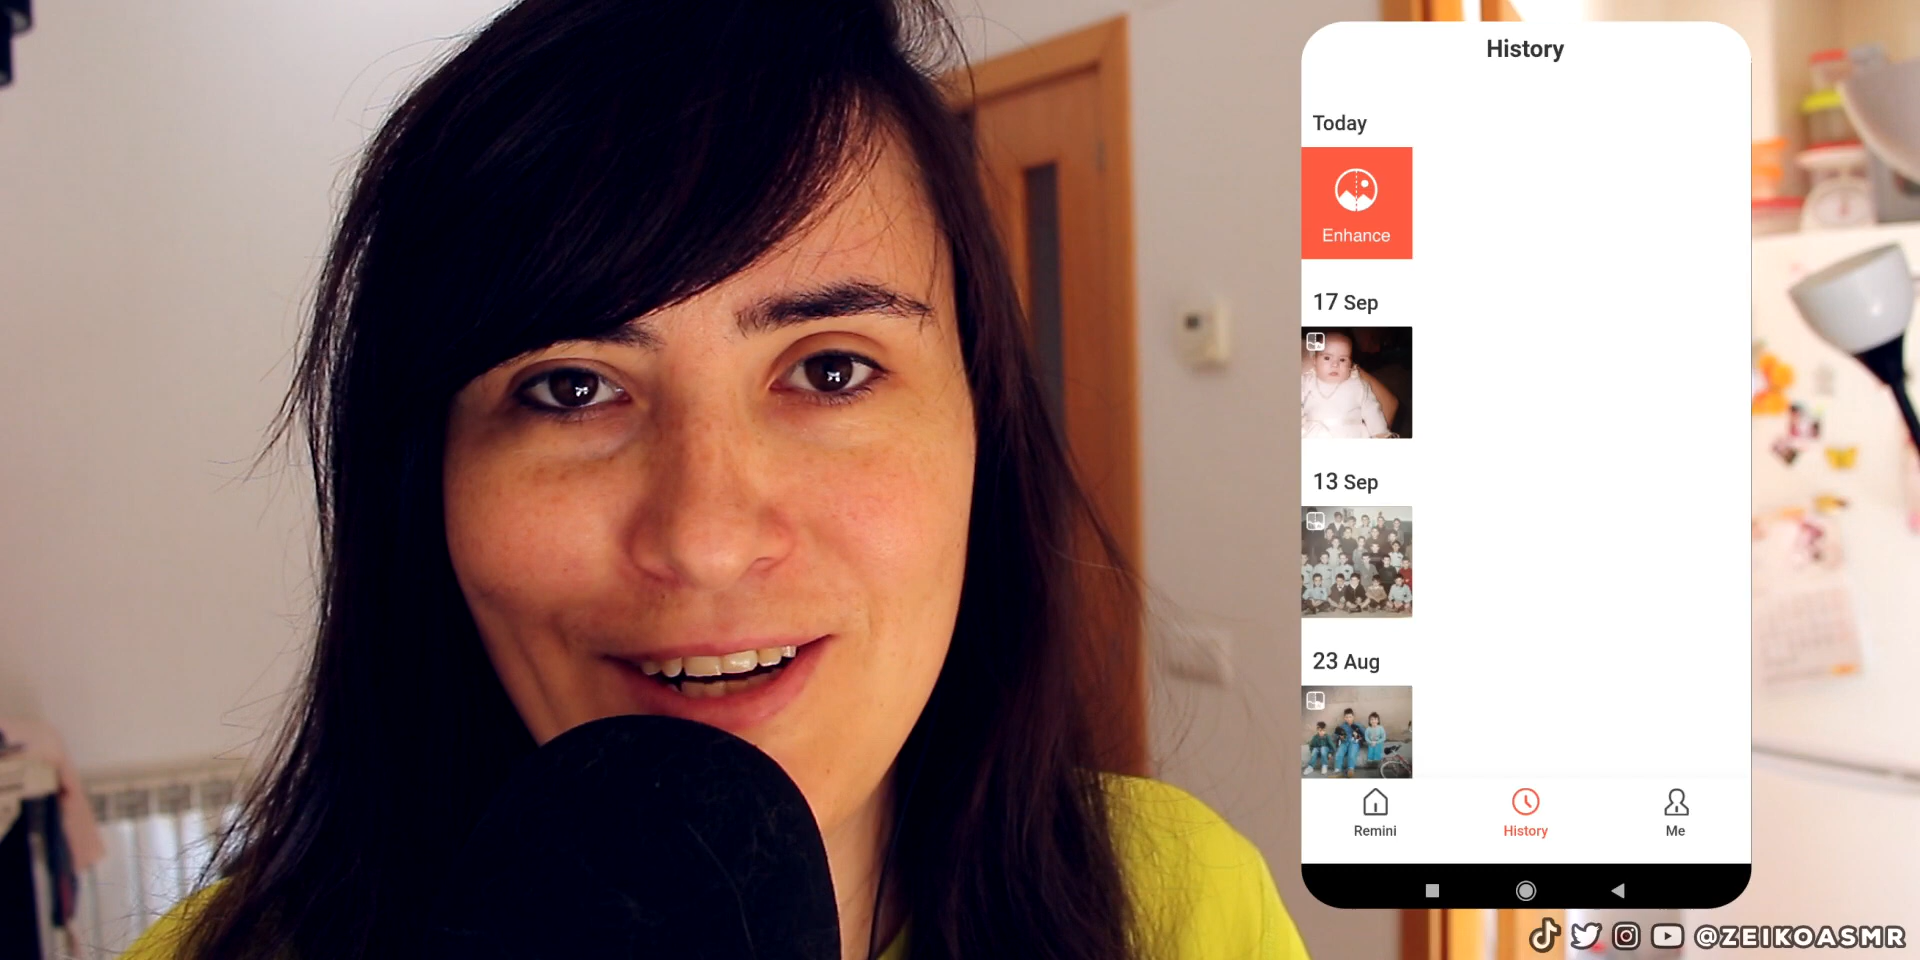 History
Today
Enhance
17 Sep
13 Sep
23 Aug
Remini
History
Me
@ZEIKOASMR